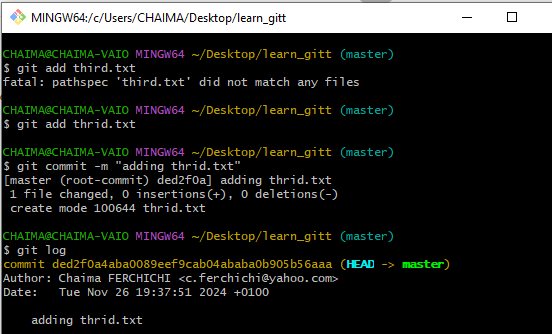 MINGW64:/c/Users/CHAIMA/Desktop/learn_gitt
CHAIMA@CHAIMA-VAIO MINGW64 ~/Desktop/learn_gitt (master)
$ git add third.txt
fatal: pathspec 'third.txt' did not match any files
CHAIMA@CHAIMA-VAIO MINGW64 ~/Desktop/learn_gitt (master)
$ git add thrid.txt
CHAIMA@CHAIMA-VAIO MINGW64 ~/Desktop/learn_gitt (master)
$ git commit -m "adding thrid.txt"
[master (root-commit) ded2f0a] adding thrid.txt
1 file changed, 0 insertions(+), 0 deletions(-)
create mode 100644 thrid.txt
CHAIMA@CHAIMA-VAIO MINGW64 ~/Desktop/learn_gitt (master)
$ git log
commit ded2f0a4aba0089eef9cab04ababa0b905b56aaa (HEAD -> master)
Author: Chaima FERCHICHI <c.ferchichi@yahoo.com>
Date:   Tue Nov 26 19:37:51 2024 +0100
adding thrid.txt